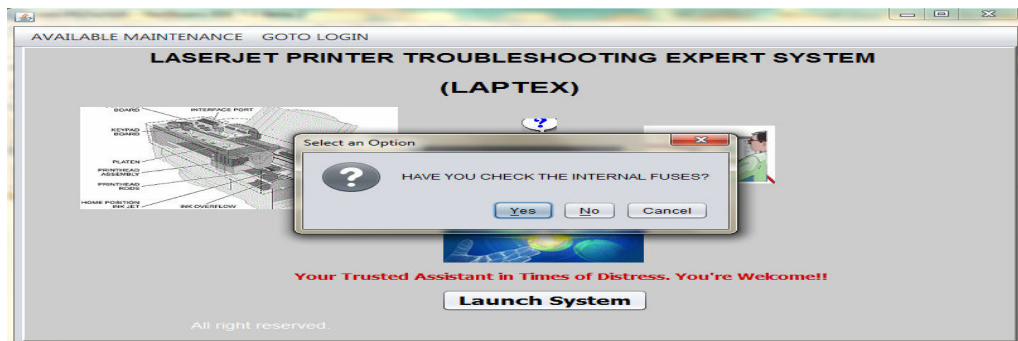 AVAILABLE MAINTENANCE GOTO LOGIN
LASERJET PRINTER TROUBLESHOOTING EXPERT SYSTEM
(LAPTEX)
BOARD
INTERFACE PORT
KEYPAD
BOARD
PLATEN
PRINTHEAD
ASSEMBLY
PRINTHEAD
RODS
HOME POSITION
INK JET
INK OVERFLOW
?
Select an Option
?
HAVE YOU CHECK THE INTERNAL FUSES?
Yes No Cancel
Your Trusted Assistant in Times of Distress. You're Welcome!!
Launch System
All right reserved.